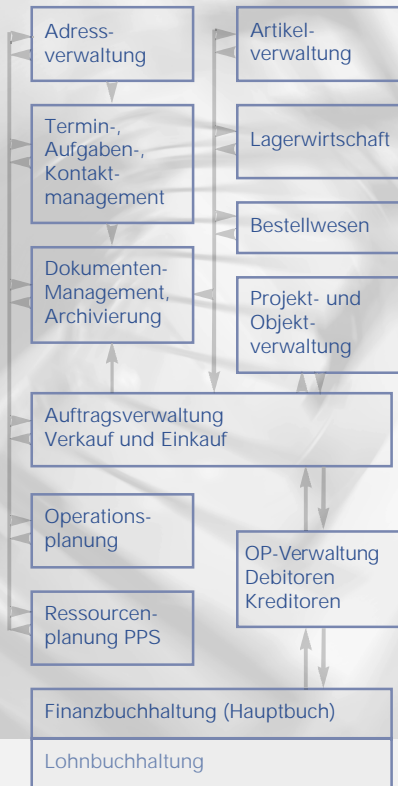 Adress-
verwaltung
Artikel-
verwaltung
Termin-,
Aufgaben-,
Kontakt-
management
Lagerwirtschaft
Bestellwesen
Dokumenten-
Management,
Archivierung
Projekt- und
Objekt-
verwaltung
Auftragsverwaltung
Verkauf und Einkauf
Operations-
planung
OP-Verwaltung
Debitoren
Kreditoren
Ressourcen-
planung PPS
Finanzbuchhaltung (Hauptbuch)
Lohnbuchhaltung